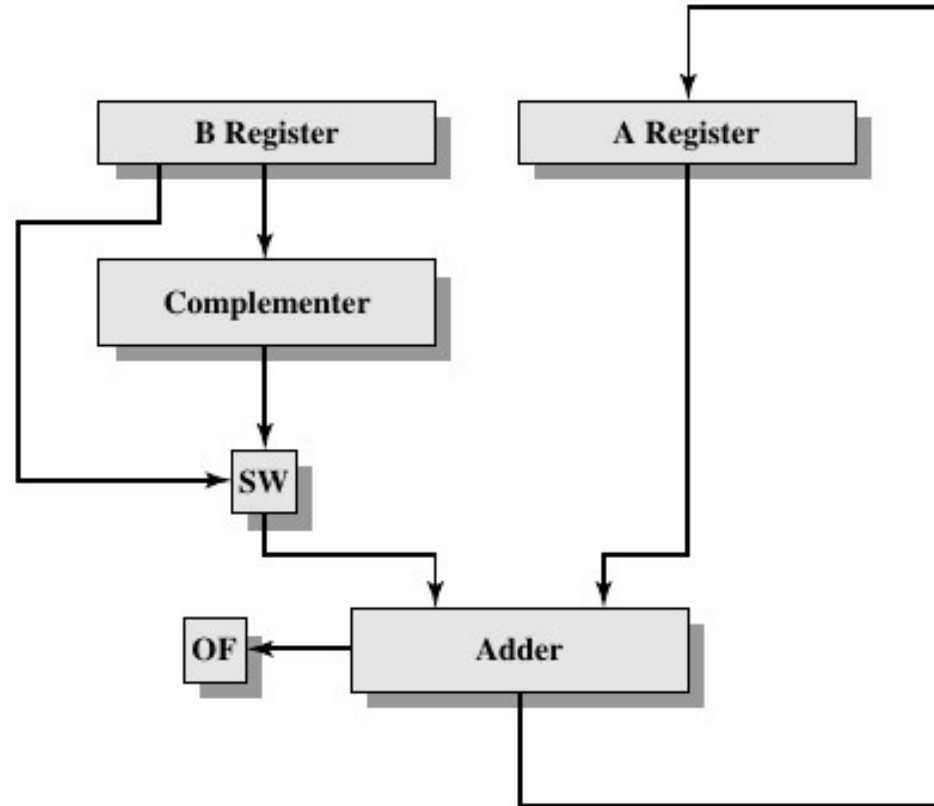 B Register
A Register
Complementer
SW
OF
Adder